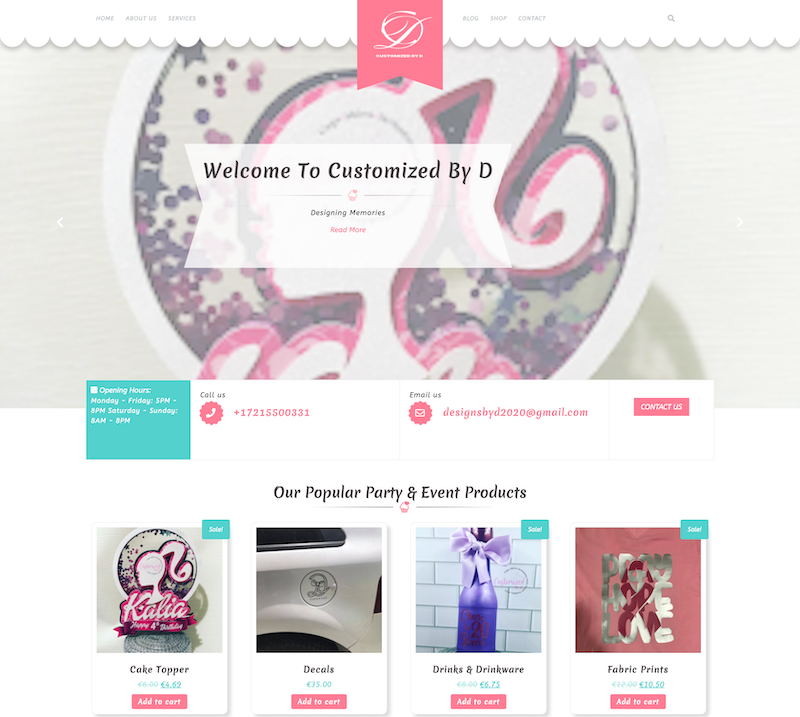 HOME ABOUT US SERVICES
CUSTOMIZED BY D
BLOG SHOP CONTACT
Welcome To Customized By D
Designing Memories
Read More
Opening Hours:
Monday - Friday: 5PM -
8PM Saturday - Sunday:
8AM - 8PM
Call us
+17215500331
Email us
designsbyd2020@gmail.com
CONTACT US
Our Popular Party & Event Products
Sale!
Kalia
Happy 4th Birthday
Cake Topper
€6.00 €4.69
Add to cart
Decals
€35.00
Add to cart
Sale!
Customized
Drinks & Drinkware
€8.00 €6.75
Add to cart
Sale!
Fabric Prints
€12.00 €10.50
Add to cart